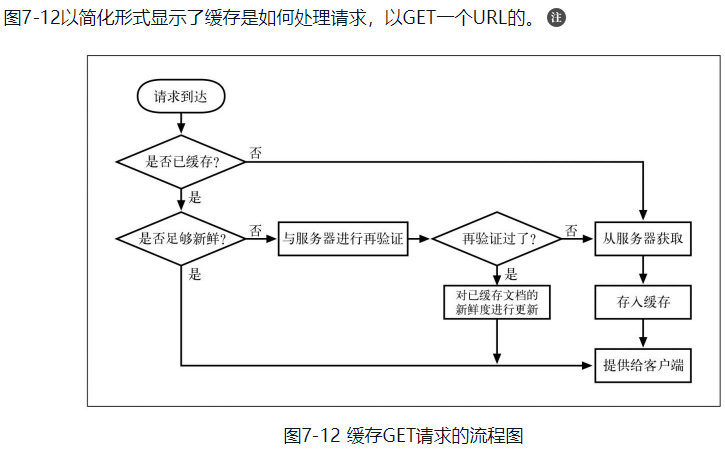 图7-12以简化形式显示了缓存是如何处理请求，以GET一个URL的。注
请求到达
是否已缓存？
否
是
是否足够新鲜？
否
与服务器进行再验证
再验证过了？
否
从服务器获取
是
是
对已缓存文档的
新鲜度进行更新
存入缓存
提供给客户端
图7-12 缓存GET请求的流程图